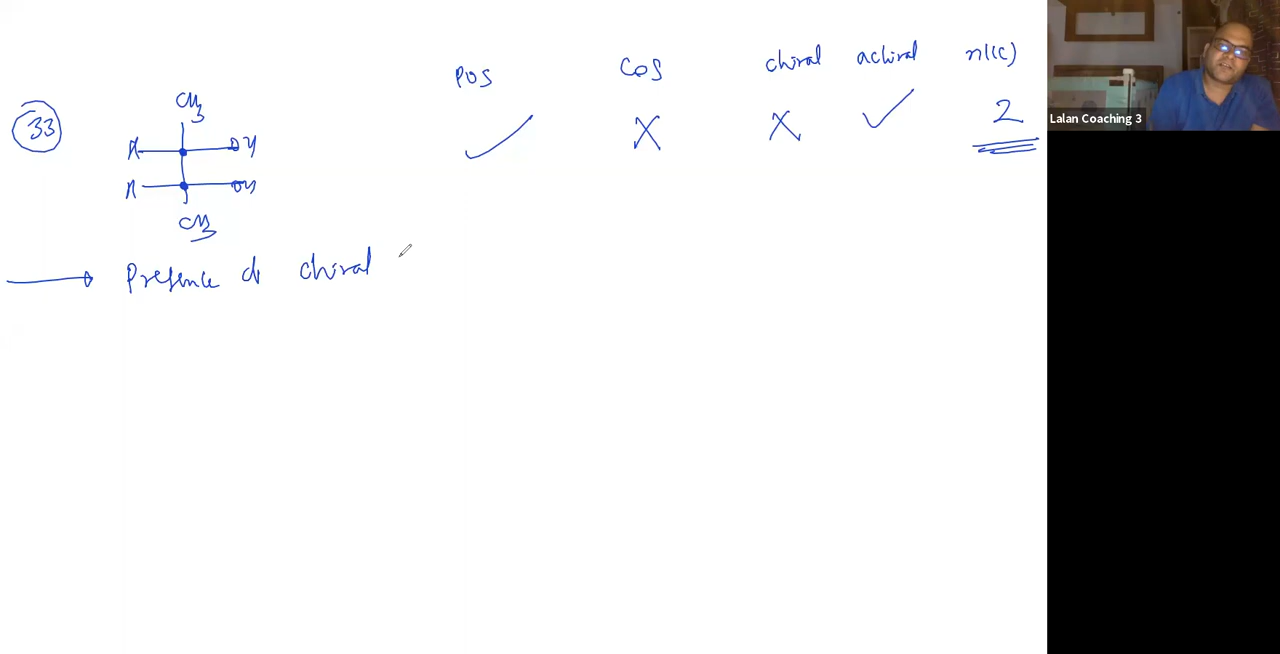 POS COS chiral achiral n(C)
33 CH3
H OH X X 2
H OH
CH3
Presence of chiral
Lalan Coaching 3